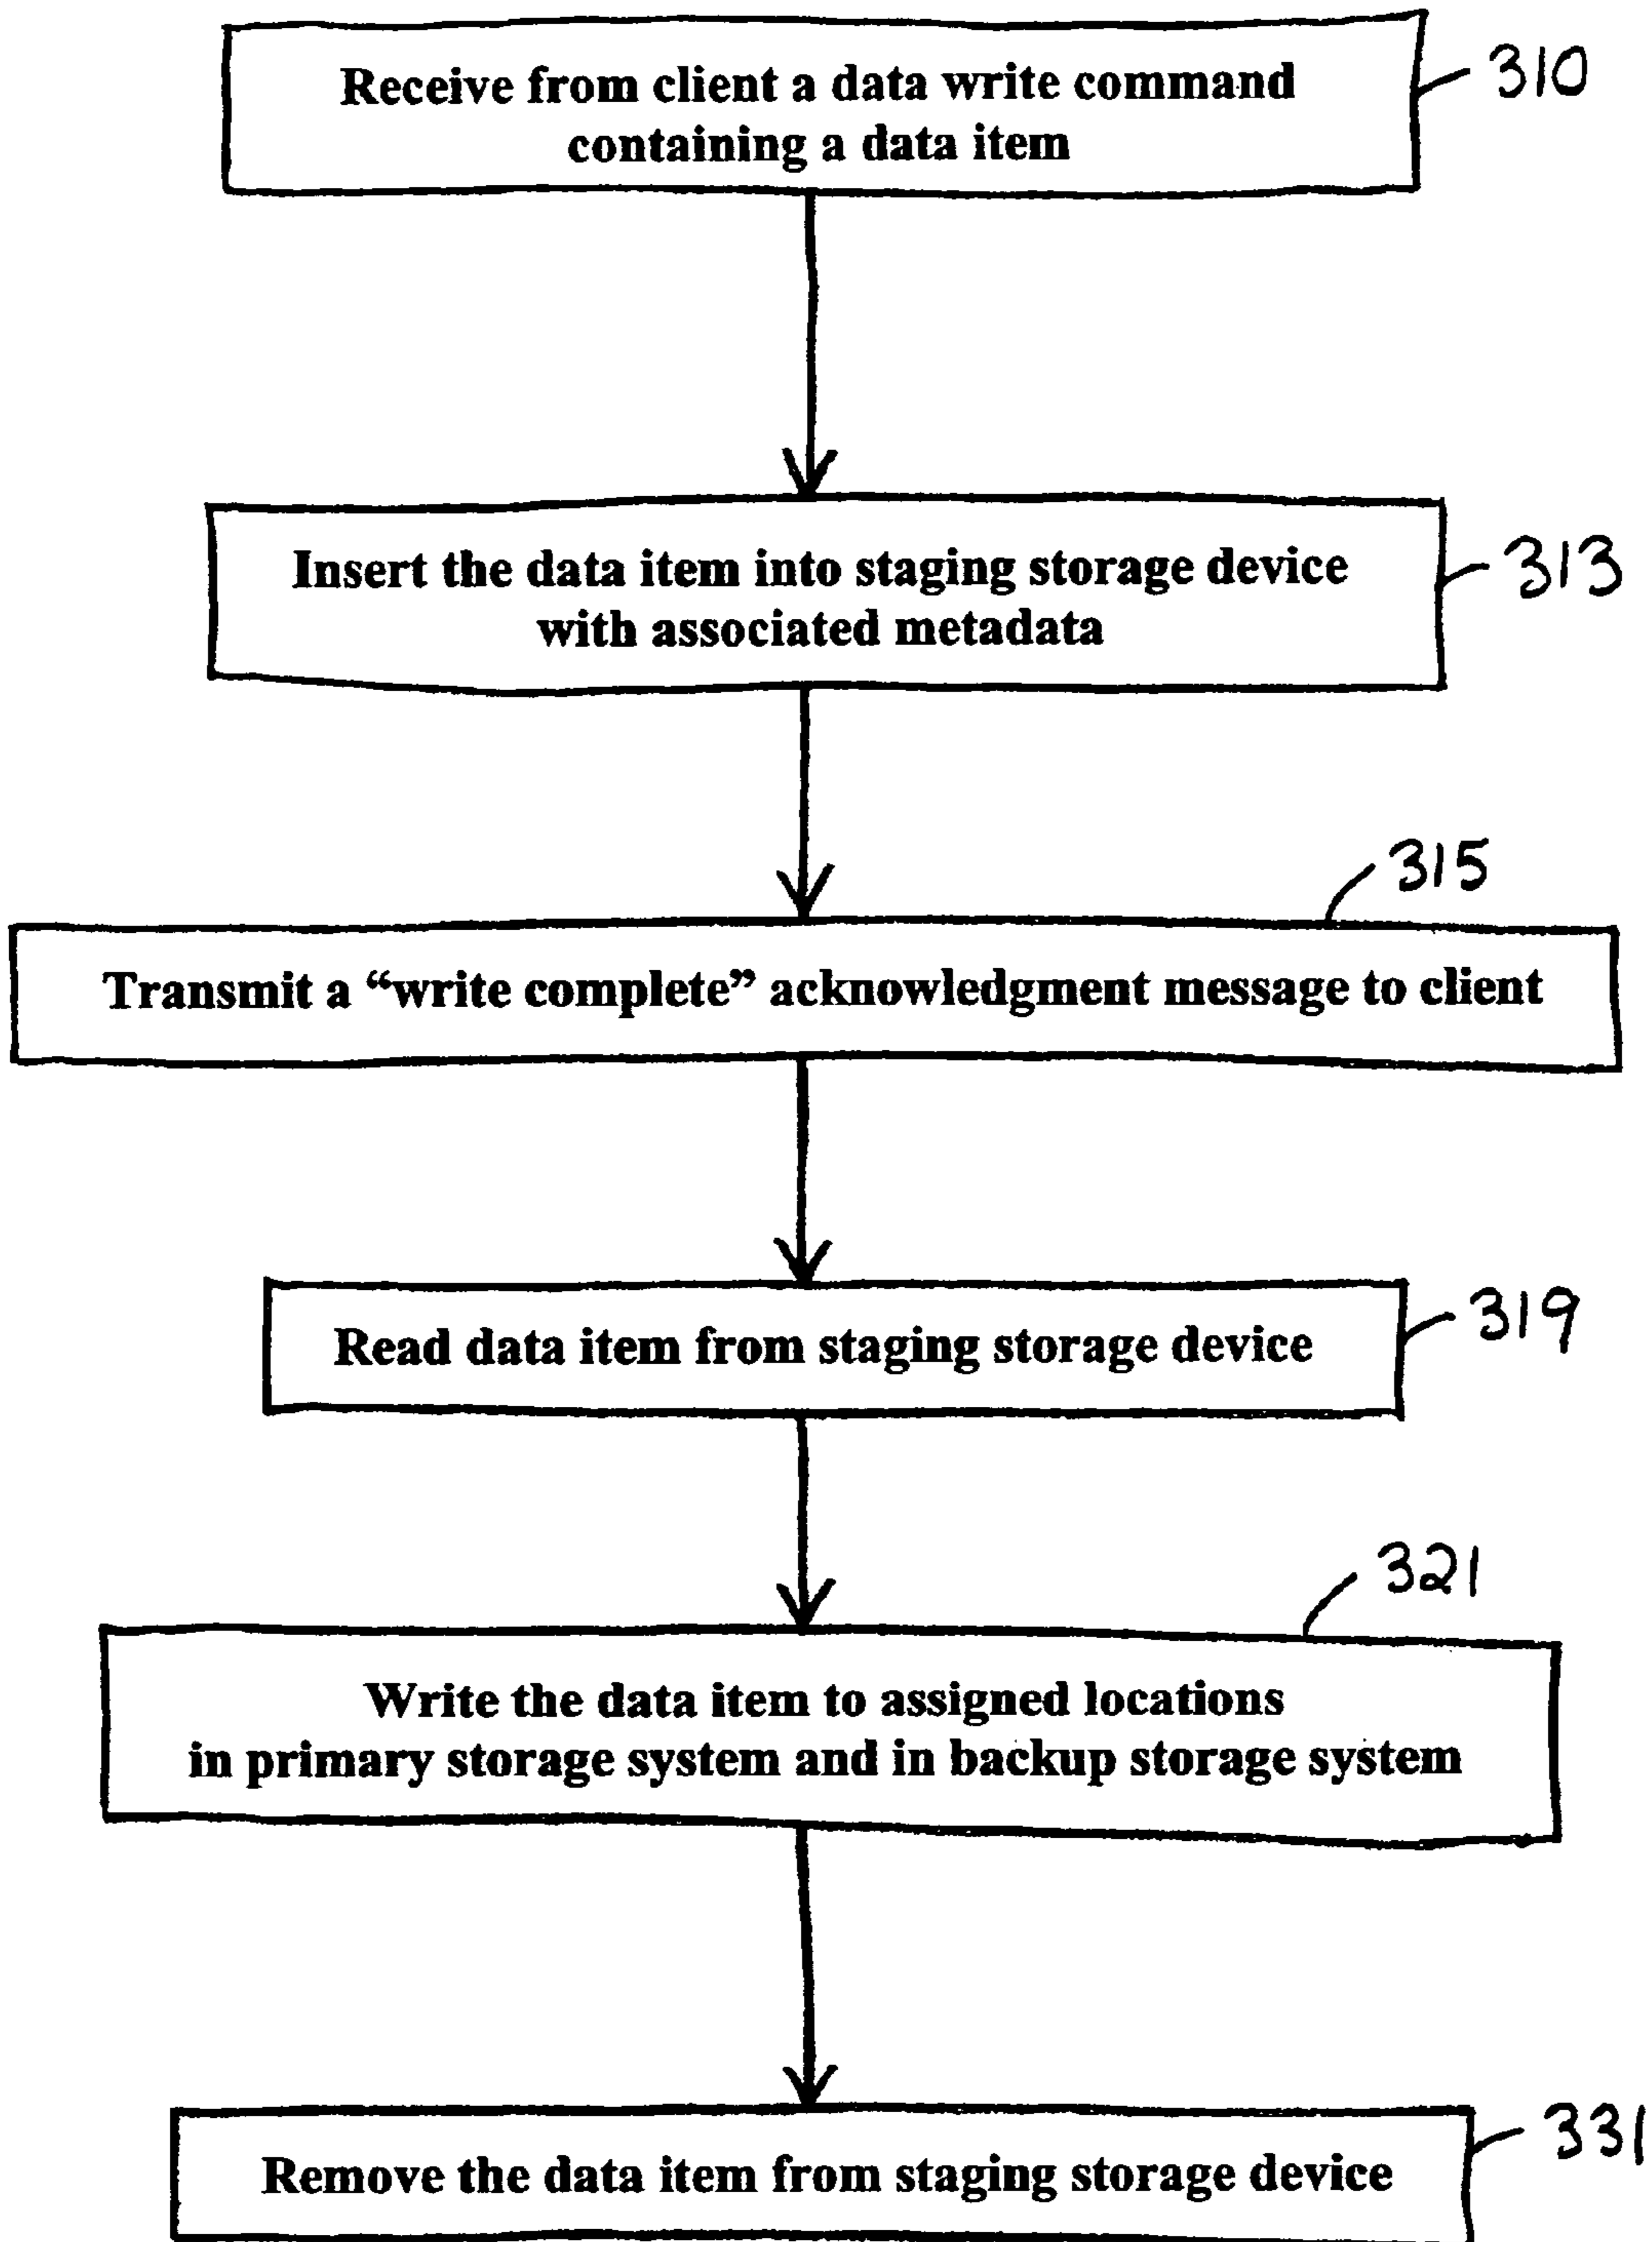 Receive from client a data write command
containing a data item
310
Insert the data item into staging storage device
with associated metadata
313
315
Transmit a “write complete” acknowledgment message to client
Read data item from staging storage device
319
321
Write the data item to assigned locations
in primary storage system and in backup storage system
331
Remove the data item from staging storage device